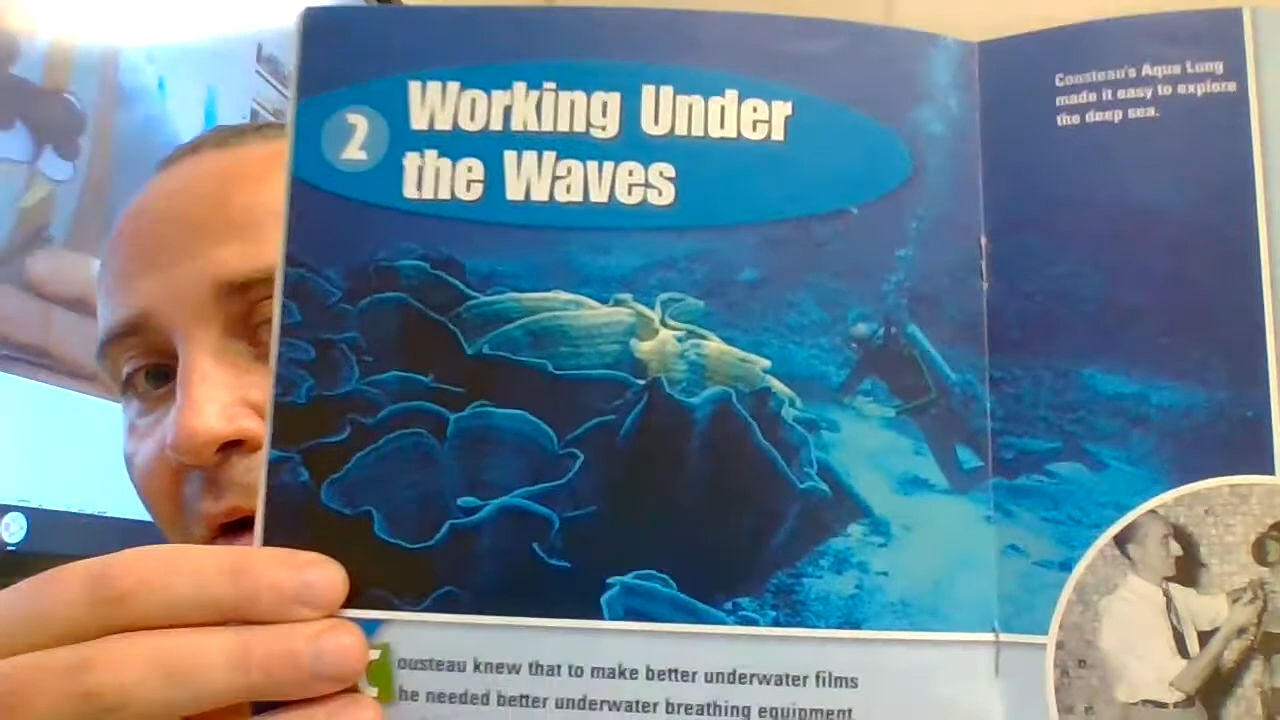 2
Working Under
the Waves
Cousteau's Aqua Lung
made it easy to explore
the deep sea.
Cousteau knew that to make better underwater films
he needed better underwater breathing equipment